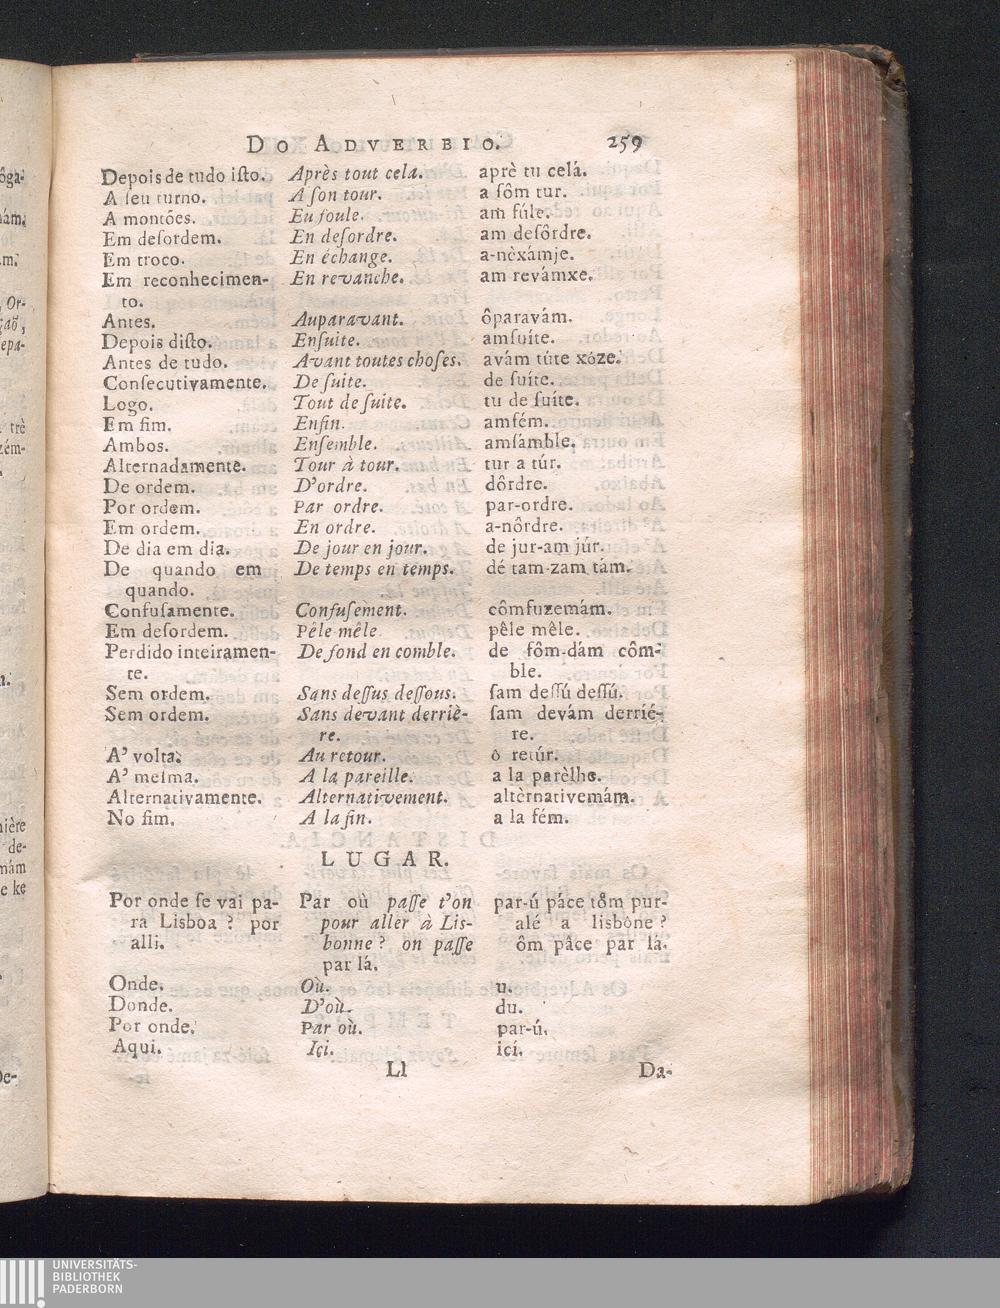 DO ADVERBIO. 259
Depois de tudo iſto. Après tout cela. aprè tu celá.
A ſeu turno. A ſon tour. a ſôm tur.
A montões. Eu ſoule. am ſúle.
Em deſordem. En deſordre. am deſôrdre.
Em troco. En échange. a-nèxámje.
Em reconhecimen- En revanche. am revámxe.
to.
Antes. Auparavant. ôparavám.
Depois diſto. Enſuite. amſuíte.
Antes de tudo. Avant toutes choſes. avám túte xóze.
Conſecutivamente. De ſuite. de ſuíte.
Logo. Tout de ſuite. tu de ſuíte.
Em fim. Enfin. amfém.
Ambos. Enſemble. amſámble.
Alternadamente. Tour à tour. tur a túr.
De ordem. D'ordre. dôrdre.
Por ordem. Par ordre. par-ordre.
Em ordem. En ordre. a-nôrdre.
De dia em dia. De jour en jour. de jur-am júr.
De quando em De temps en temps. dé tam-zam tám.
quando.
Confuſamente. Confuſement. cômfuzemám.
Em deſordem. Pêle mêle pêle mêle.
Perdido inteiramen- De fond en comble. de fôm-dám côm-
te. ble.
Sem ordem. Sans deſſus deſſous. ſam deſſú deſſú.
Sem ordem. Sans devant derriè- ſam devám derrié-
re. re.
A' volta. Au retour. ô retúr.
A' meſma. A la pareille. a la parèlhe.
Alternativamente. Alternativement. altèrnativemám.
No fim. A la fin. a la fém.
LUGAR.
Por onde ſe vai pa- Par où paſſe t'on par-ú páce tôm pur-
ra Lisboa ? por pour aller à Lis- alé a lisbône ?
alli. bonne ? on paſſe ôm páce par lá.
par lá.
Onde. Où. u.
Donde. D'où. du.
Por onde. Par où. par-ú.
Aqui. Ici. icí.
Ll Da-
UNIVERSITÄTS-
BIBLIOTHEK
PADERBORN